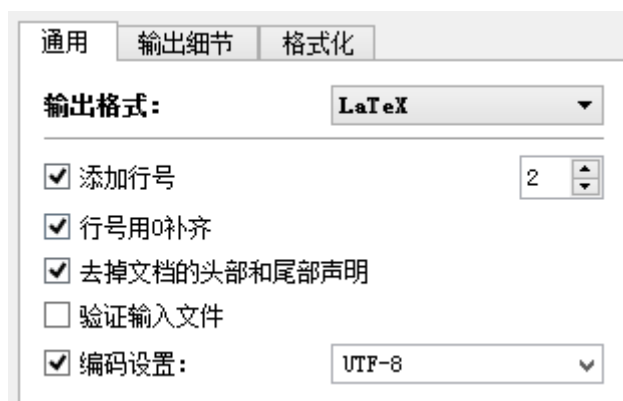 通用 输出细节 格式化
输出格式： LaTeX
添加行号 2
行号用0补齐
去掉文档的头部和尾部声明
验证输入文件
编码设置： UTF-8